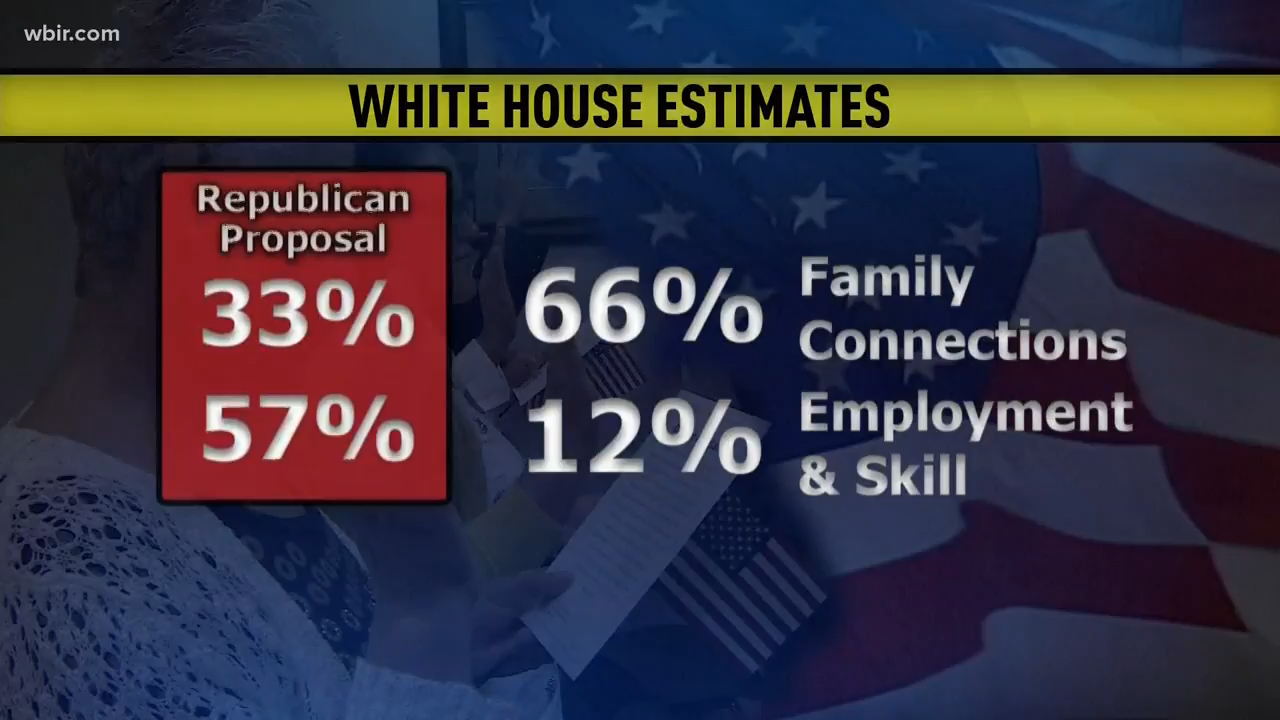 wbir.com
WHITE HOUSE ESTIMATES
Republican
Proposal
33%
57%
66%
12%
Family
Connections
Employment
& Skill